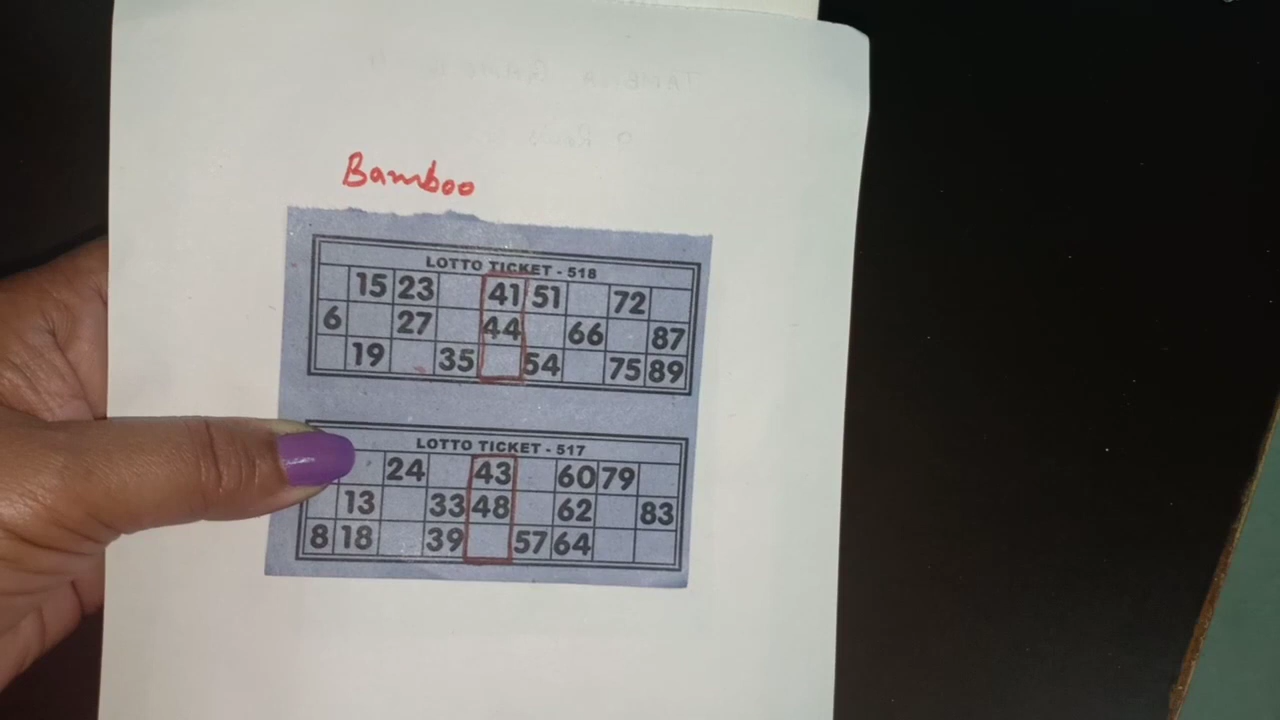 Bamboo
LOTTO TICKET - 518
15 23 41 51 72
6 27 44 66 87
19 35 54 75 89
LOTTO TICKET - 517
24 43 60 79
13 33 48 62 83
8 18 39 57 64